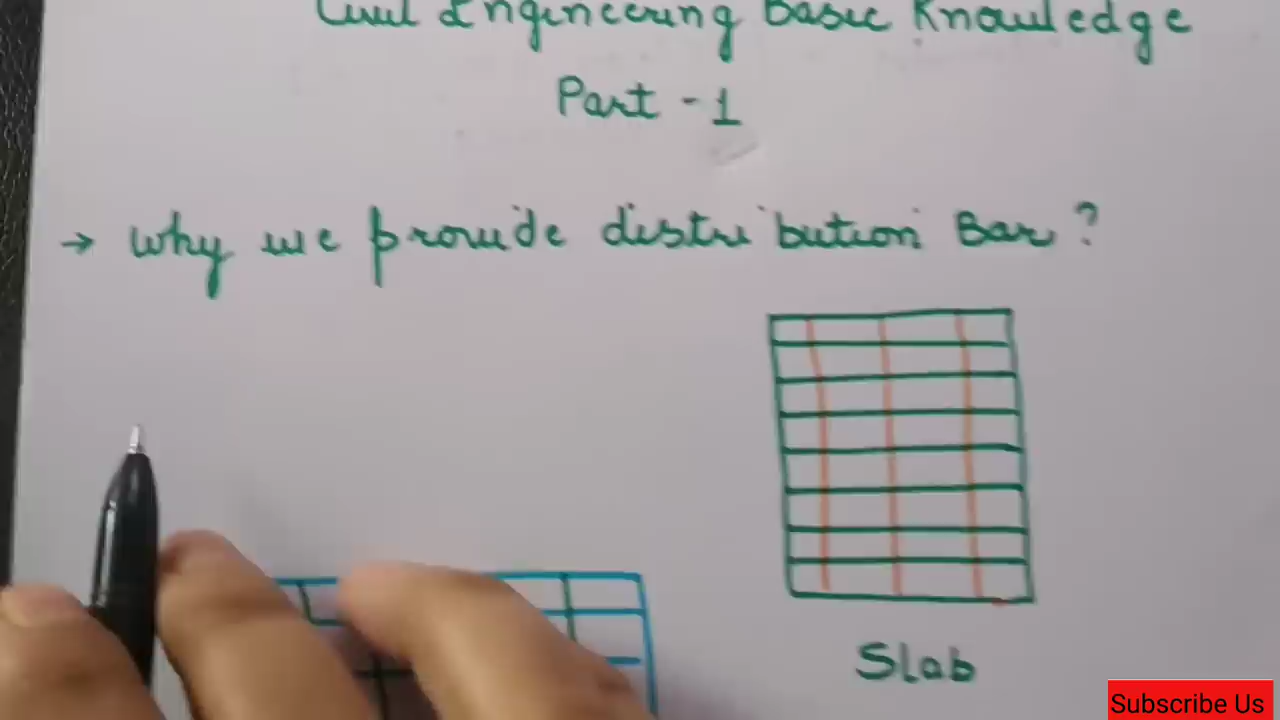 Civil Engineering Basic Knowledge
Part - 1
→ Why we provide distribution Bar ?
Slab
Subscribe Us